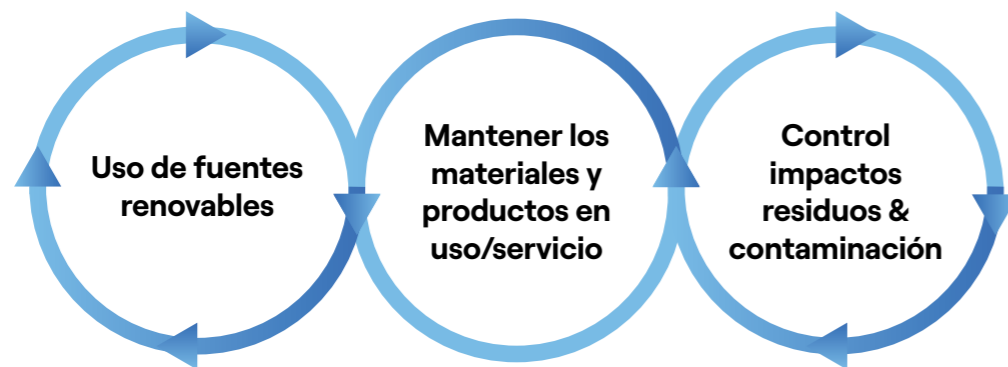 Uso de fuentes
renovables
Mantener los
materiales y
productos en
uso/servicio
Control
impactos
residuos &
contaminación